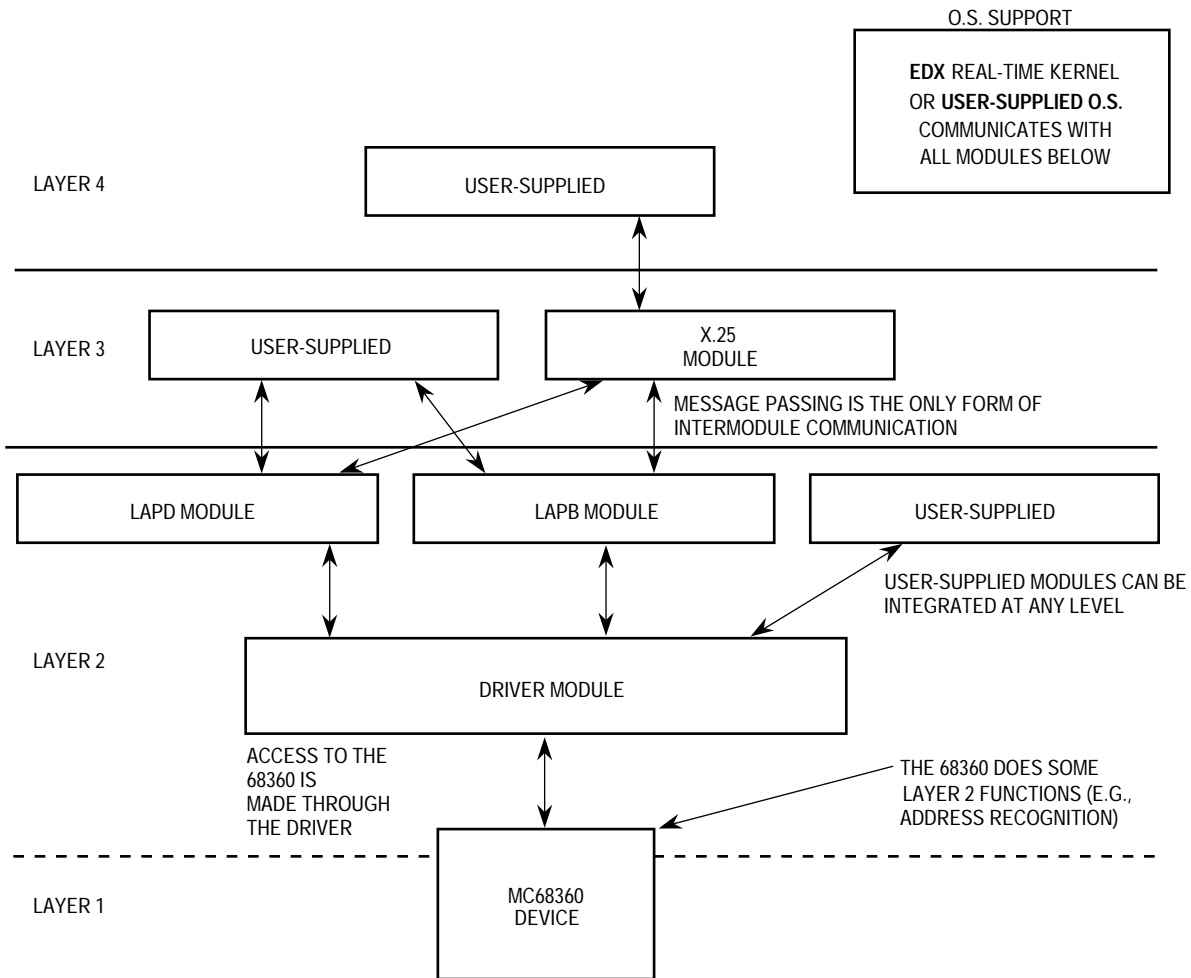 O.S. SUPPORT
EDX REAL-TIME KERNEL
OR USER-SUPPLIED O.S.
COMMUNICATES WITH
ALL MODULES BELOW
LAYER 4
USER-SUPPLIED
LAYER 3
USER-SUPPLIED
X.25
MODULE
MESSAGE PASSING IS THE ONLY FORM OF
INTERMODULE COMMUNICATION
LAPD MODULE
LAPB MODULE
USER-SUPPLIED
USER-SUPPLIED MODULES CAN BE
INTEGRATED AT ANY LEVEL
LAYER 2
DRIVER MODULE
ACCESS TO THE
68360 IS
MADE THROUGH
THE DRIVER
THE 68360 DOES SOME
LAYER 2 FUNCTIONS (E.G.,
ADDRESS RECOGNITION)
LAYER 1
MC68360
DEVICE